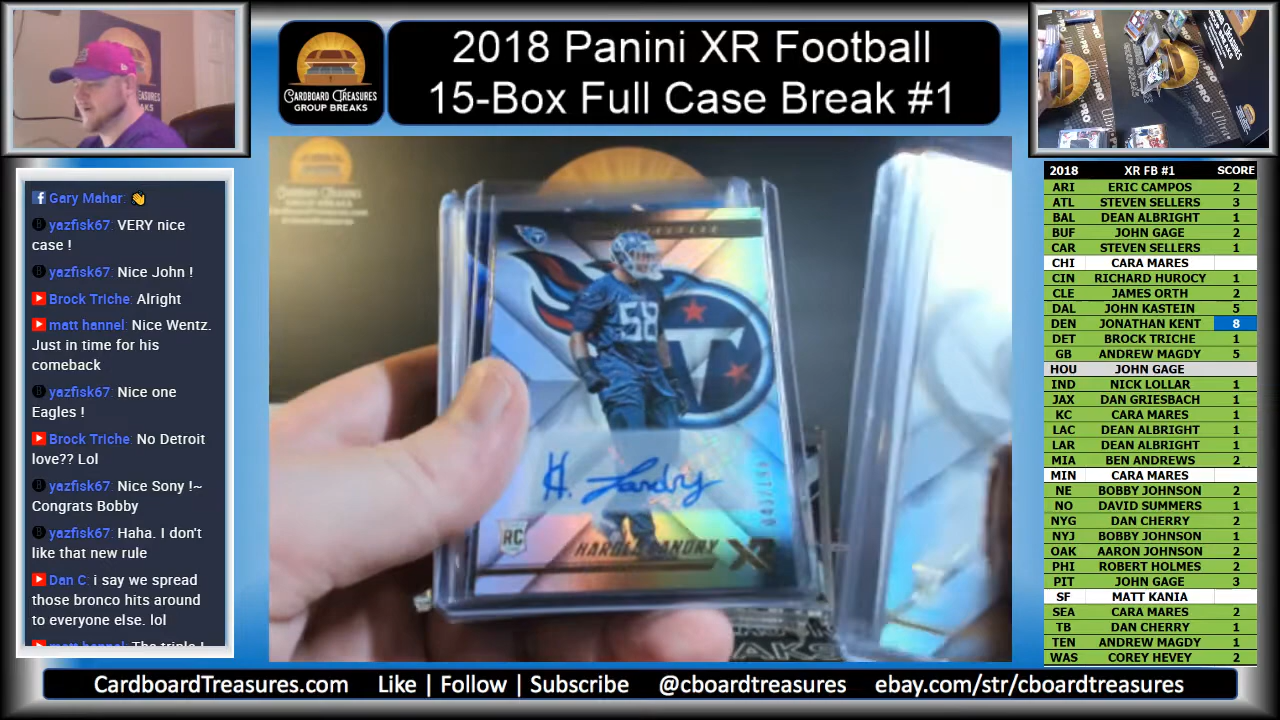 2018 Panini XR Football
15-Box Full Case Break #1
CARDBOARD TREASURES
GROUP BREAKS
Gary Mahar: 👏
yazfisk67: VERY nice
case !
yazfisk67: Nice John !
Brock Triche: Alright
matt hannel: Nice Wentz.
Just in time for his
comeback
yazfisk67: Nice one
Eagles !
Brock Triche: No Detroit
love?? Lol
yazfisk67: Nice Sony !~
Congrats Bobby
yazfisk67: Haha. I don't
like that new rule
Dan C: i say we spread
those bronco hits around
to everyone else. lol
matt hannel: The triple !
58
H. Landry
RC
HAROLD LANDRY
XR
2018 XR FB #1 SCORE
ARI ERIC CAMPOS 2
ATL STEVEN SELLERS 3
BAL DEAN ALBRIGHT 1
BUF JOHN GAGE 2
CAR STEVEN SELLERS 1
CHI CARA MARES
CIN RICHARD HUROCY 1
CLE JAMES ORTH 2
DAL JOHN KASTEIN 5
DEN JONATHAN KENT 8
DET BROCK TRICHE 1
GB ANDREW MAGDY 5
HOU JOHN GAGE
IND NICK LOLLAR 1
JAX DAN GRIESBACH 1
KC CARA MARES 1
LAC DEAN ALBRIGHT 1
LAR DEAN ALBRIGHT 1
MIA BEN ANDREWS 2
MIN CARA MARES
NE BOBBY JOHNSON 2
NO DAVID SUMMERS 1
NYG DAN CHERRY 2
NYJ BOBBY JOHNSON 1
OAK AARON JOHNSON 2
PHI ROBERT HOLMES 2
PIT JOHN GAGE 3
SF MATT KANIA
SEA CARA MARES 2
TB DAN CHERRY 1
TEN ANDREW MAGDY 1
WAS COREY HEVEY 2
CardboardTreasures.com Like | Follow | Subscribe @cboardtreasures ebay.com/str/cboardtreasures